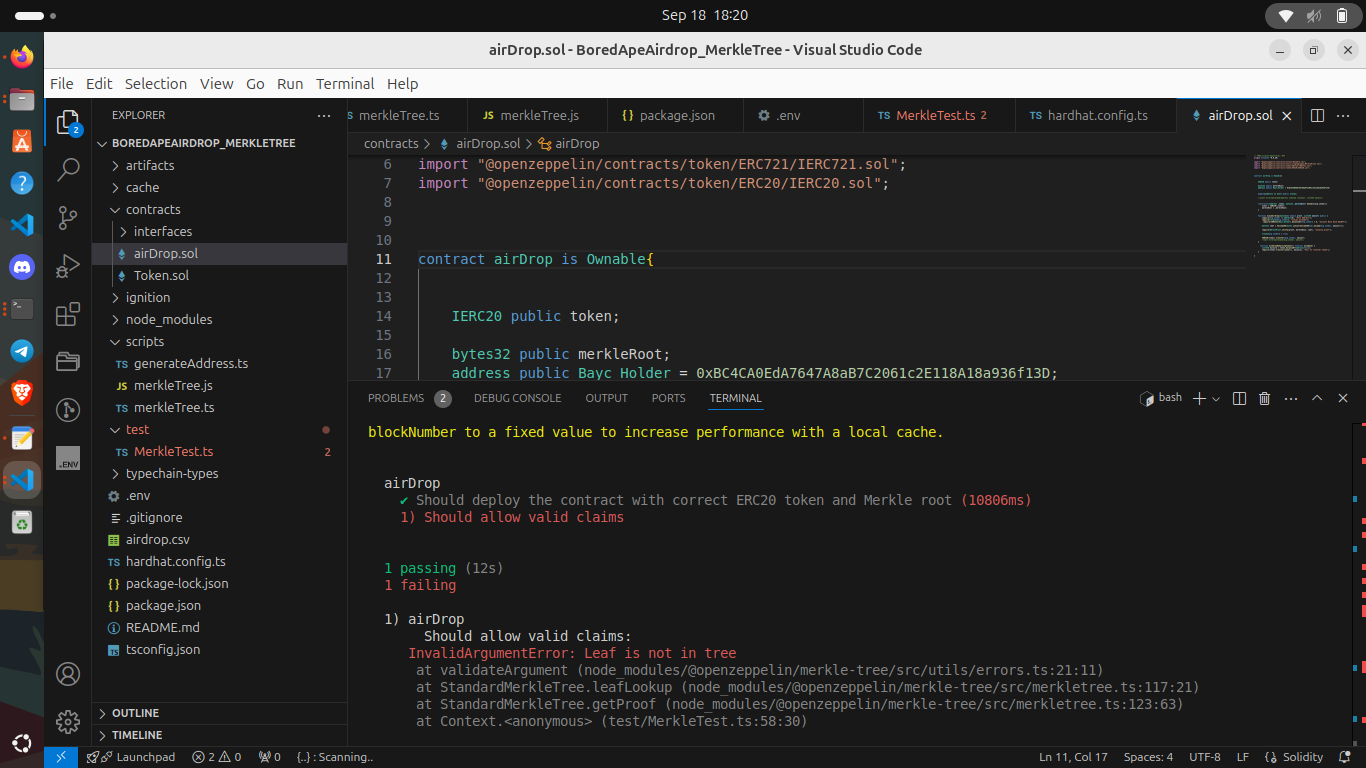 Sep 18 18:20
airDrop.sol - BoredApeAirdrop_MerkleTree - Visual Studio Code
File Edit Selection View Go Run Terminal Help
EXPLORER
BOREDAPEAIRDROP_MERKLETREE
artifacts
cache
contracts
interfaces
airDrop.sol
Token.sol
ignition
node_modules
scripts
TS generateAddress.ts
JS merkleTree.js
TS merkleTree.ts
test
TS MerkleTest.ts 2
typechain-types
.env
.gitignore
airdrop.csv
TS hardhat.config.ts
{} package-lock.json
{} package.json
README.md
tsconfig.json
OUTLINE
TIMELINE
2
.ENV
merkleTree.ts JS merkleTree.js {} package.json .env TS MerkleTest.ts 2 TS hardhat.config.ts airDrop.sol
contracts > airDrop.sol > airDrop
6 import "@openzeppelin/contracts/token/ERC721/IERC721.sol";
7 import "@openzeppelin/contracts/token/ERC20/IERC20.sol";
8
9
10
11 contract airDrop is Ownable{
12
13
14 IERC20 public token;
15
16 bytes32 public merkleRoot;
17 address public Bayc_Holder = 0xBC4CA0EdA7647A8aB7C2061c2E118A18a936f13D;
PROBLEMS 2 DEBUG CONSOLE OUTPUT PORTS TERMINAL bash
blockNumber to a fixed value to increase performance with a local cache.
airDrop
✔ Should deploy the contract with correct ERC20 token and Merkle root (10806ms)
1) Should allow valid claims
1 passing (12s)
1 failing
1) airDrop
Should allow valid claims:
InvalidArgumentError: Leaf is not in tree
at validateArgument (node_modules/@openzeppelin/merkle-tree/src/utils/errors.ts:21:11)
at StandardMerkleTree.leafLookup (node_modules/@openzeppelin/merkle-tree/src/merkletree.ts:117:21)
at StandardMerkleTree.getProof (node_modules/@openzeppelin/merkle-tree/src/merkletree.ts:123:63)
at Context.<anonymous> (test/MerkleTest.ts:58:30)
Launchpad 2 0 0 {..} : Scanning.. Ln 11, Col 17 Spaces: 4 UTF-8 LF Solidity